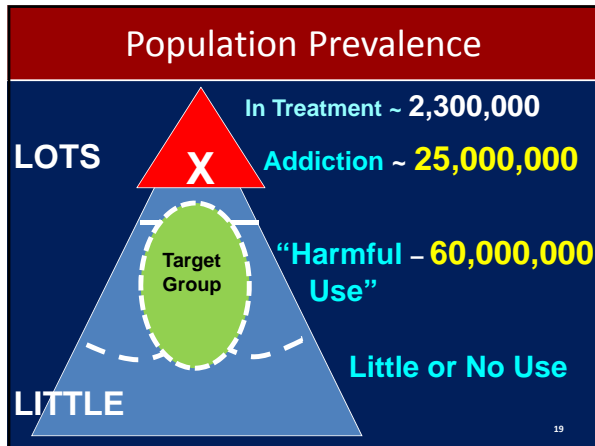 Population Prevalence
In Treatment ~ 2,300,000
LOTS
X
Addiction ~ 25,000,000
Target
Group
“Harmful – 60,000,000
Use”
Little or No Use
LITTLE
19